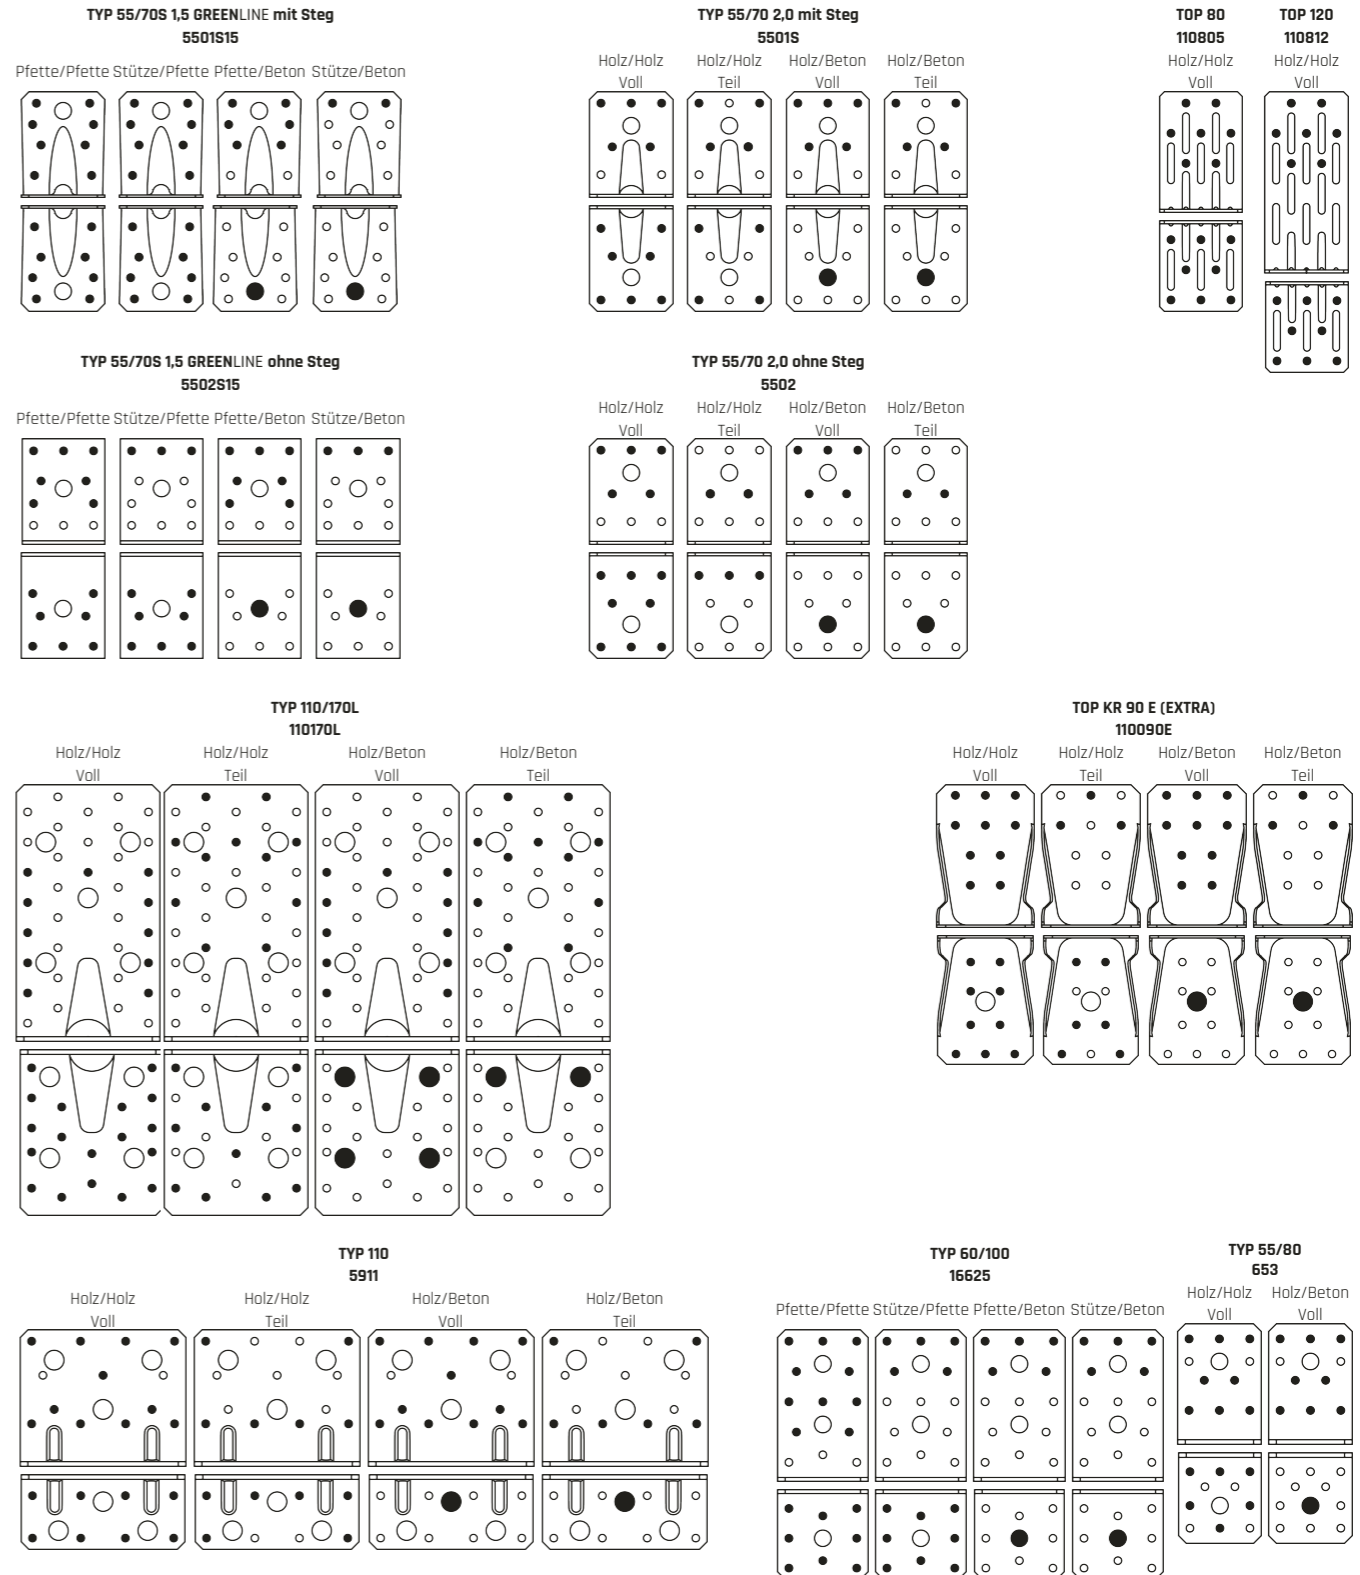 TYP 55/70S 1,5 GREENLINE mit Steg
5501S15
Pfette/Pfette Stütze/Pfette Pfette/Beton Stütze/Beton
TYP 55/70 2,0 mit Steg
5501S
Holz/Holz Holz/Holz Holz/Beton Holz/Beton
Voll Teil Voll Teil
TOP 80 TOP 120
110805 110812
Holz/Holz Holz/Holz
Voll Voll
TYP 55/70S 1,5 GREENLINE ohne Steg
5502S15
Pfette/Pfette Stütze/Pfette Pfette/Beton Stütze/Beton
TYP 55/70 2,0 ohne Steg
5502
Holz/Holz Holz/Holz Holz/Beton Holz/Beton
Voll Teil Voll Teil
TYP 110/170L
110170L
Holz/Holz Holz/Holz Holz/Beton Holz/Beton
Voll Teil Voll Teil
TOP KR 90 E (EXTRA)
110090E
Holz/Holz Holz/Holz Holz/Beton Holz/Beton
Voll Teil Voll Teil
TYP 110
5911
Holz/Holz Holz/Holz Holz/Beton Holz/Beton
Voll Teil Voll Teil
TYP 60/100
16625
Pfette/Pfette Stütze/Pfette Pfette/Beton Stütze/Beton
TYP 55/80
653
Holz/Holz Holz/Beton
Voll Voll